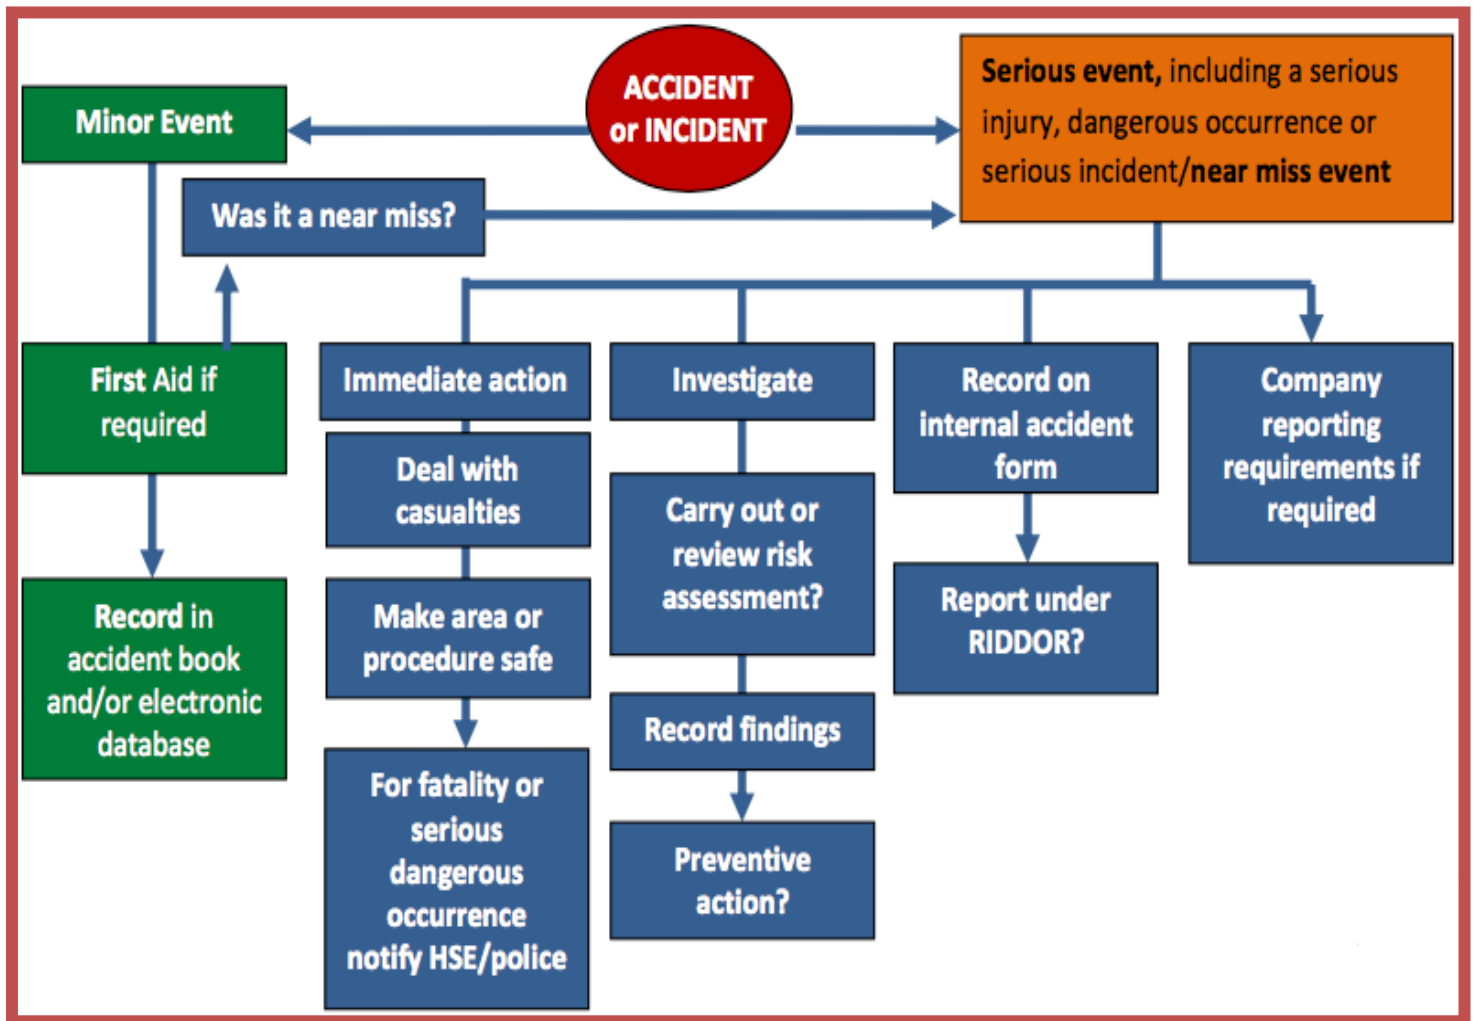 ACCIDENT
or INCIDENT
Minor Event
Serious event, including a serious
injury, dangerous occurrence or
serious incident/near miss event
Was it a near miss?
First Aid if
required
Record in
accident book
and/or electronic
database
Immediate action
Deal with
casualties
Make area or
procedure safe
For fatality or
serious
dangerous
occurrence
notify HSE/police
Investigate
Carry out or
review risk
assessment?
Record findings
Preventive
action?
Record on
internal accident
form
Report under
RIDDOR?
Company
reporting
requirements if
required